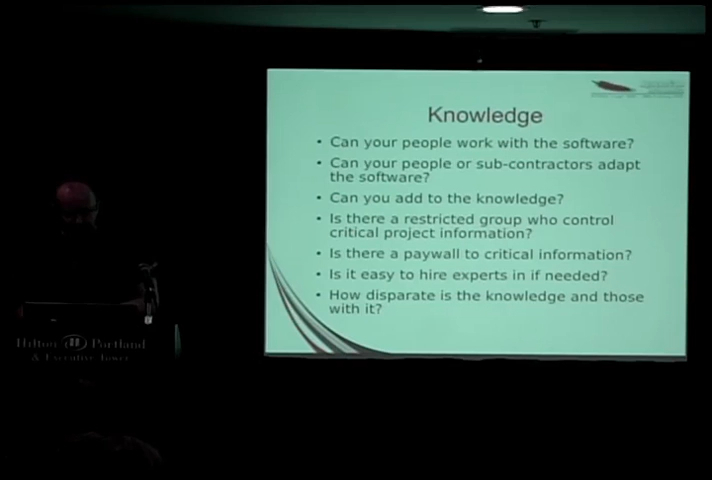 Knowledge
• Can your people work with the software?
• Can your people or sub-contractors adapt
the software?
• Can you add to the knowledge?
• Is there a restricted group who control
critical project information?
• Is there a paywall to critical information?
• Is it easy to hire experts in if needed?
• How disparate is the knowledge and those
with it?
Hilton Portland
& Executive Tower